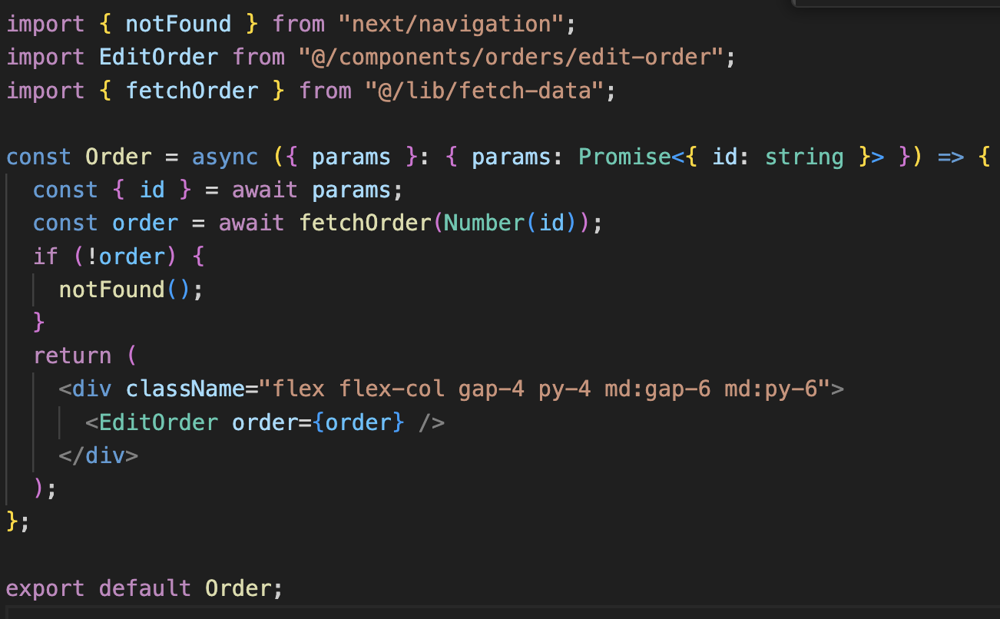 import { notFound } from "next/navigation";
import EditOrder from "@/components/orders/edit-order";
import { fetchOrder } from "@/lib/fetch-data";

const Order = async ({ params }: { params: Promise<{ id: string }> }) => {
  const { id } = await params;
  const order = await fetchOrder(Number(id));
  if (!order) {
    notFound();
  }
  return (
    <div className="flex flex-col gap-4 py-4 md:gap-6 md:py-6">
      <EditOrder order={order} />
    </div>
  );
};

export default Order;